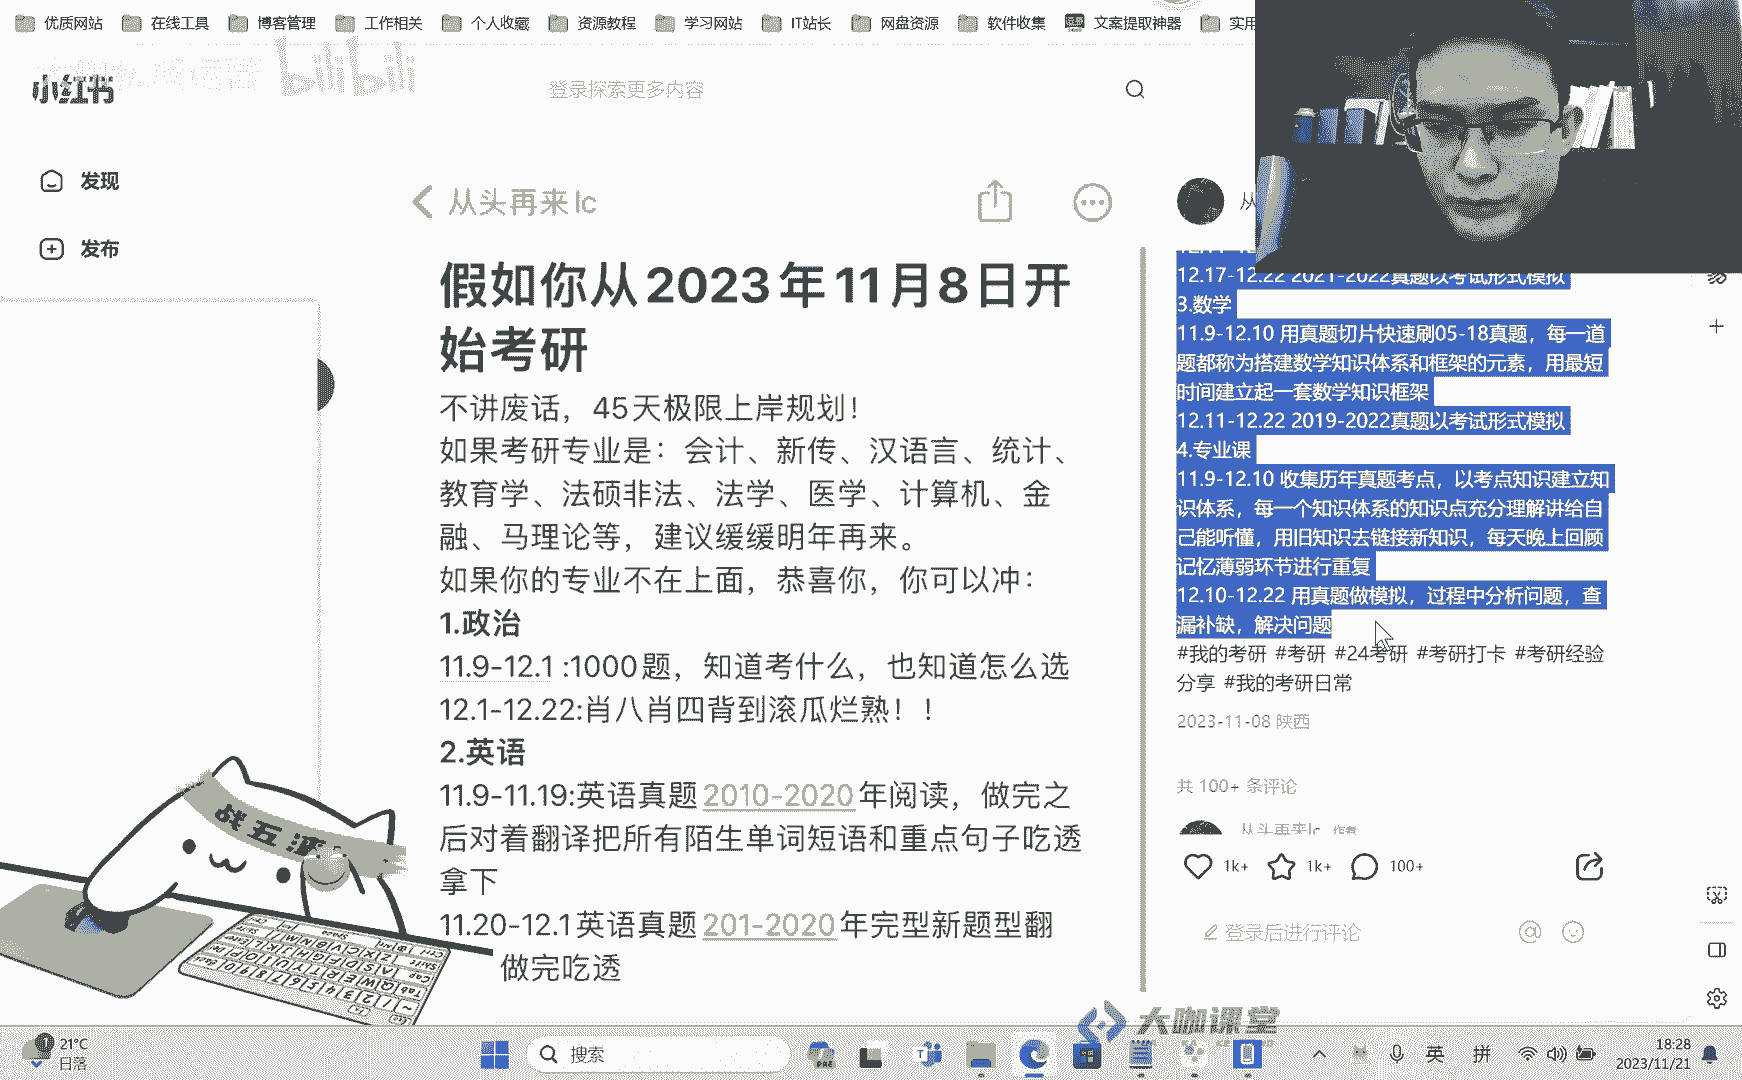 优质网站 在线工具 博客管理 工作相关 个人收藏 资源教程 学习网站 IT站长 网盘资源 软件收集 文案提取神器 实用
小红书
bilibili
登录探索更多内容
发现
发布
从头再来lc
假如你从2023年11月8日开
始考研
不讲废话，45天极限上岸规划！
如果考研专业是：会计、新传、汉语言、统计、
教育学、法硕非法、法学、医学、计算机、金
融、马理论等，建议缓缓明年再来。
如果你的专业不在上面，恭喜你，你可以冲：
1.政治
11.9-12.1 :1000题，知道考什么，也知道怎么选
12.1-12.22:肖八肖四背到滚瓜烂熟！！
2.英语
11.9-11.19:英语真题2010-2020年阅读，做完之
后对着翻译把所有陌生单词短语和重点句子吃透
拿下
11.20-12.1英语真题201-2020年完型新题型翻
做完吃透
从
12.17-12.22 2021-2022真题以考试形式模拟
3.数学
11.9-12.10 用真题切片快速刷05-18真题，每一道
题都称为搭建数学知识体系和框架的元素，用最短
时间建立起一套数学知识框架
12.11-12.22 2019-2022真题以考试形式模拟
4.专业课
11.9-12.10 收集历年真题考点，以考点知识建立知
识体系，每一个知识体系的知识点充分理解讲给自
己能听懂，用旧知识去链接新知识，每天晚上回顾
记忆薄弱环节进行重复
12.10-12.22 用真题做模拟，过程中分析问题，查
漏补缺，解决问题
#我的考研 #考研 #24考研 #考研打卡 #考研经验
分享 #我的考研日常
2023-11-08 陕西
共 100+ 条评论
从头再来lc 作者
1k+ 1k+ 100+
登录后进行评论
大咖课堂
21°C
日落
搜索
英 拼
18:28
2023/11/21